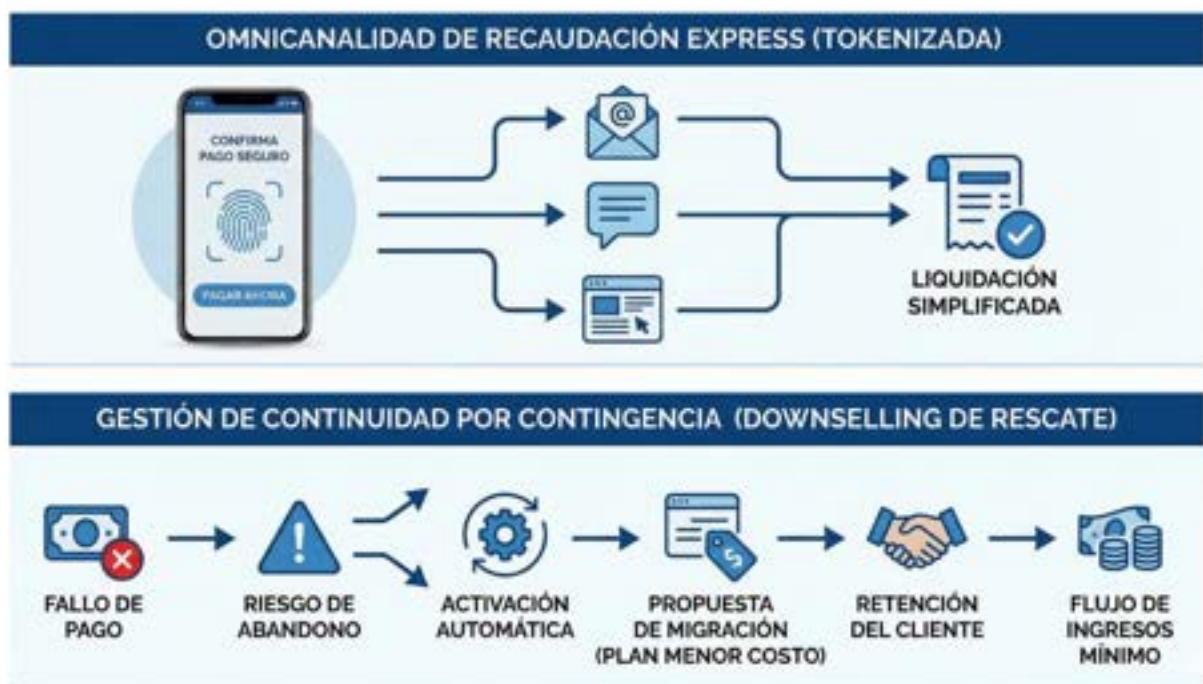 OMNICANALIDAD DE RECAUDACIÓN EXPRESS (TOKENIZADA)
CONFIRMA
PAGO SEGURO
PAGAR AHORA
@
LIQUIDACIÓN
SIMPLIFICADA
GESTIÓN DE CONTINUIDAD POR CONTINGENCIA (DOWNSELLING DE RESCATE)
!
$
FALLO DE
PAGO
RIESGO DE
ABANDONO
ACTIVACIÓN
AUTOMÁTICA
PROPUESTA
DE MIGRACIÓN
(PLAN MENOR COSTO)
RETENCIÓN
DEL CLIENTE
FLUJO DE
INGRESOS
MÍNIMO